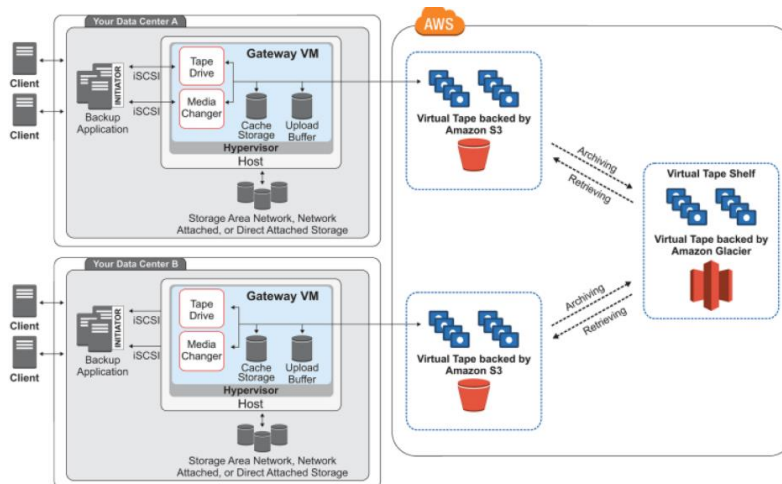 Your Data Center A
Client
Client
Backup
Application
INITIATOR
iSCSI
iSCSI
Gateway VM
Tape
Drive
Media
Changer
Cache
Storage
Upload
Buffer
Hypervisor
Host
Storage Area Network, Network
Attached, or Direct Attached Storage
Your Data Center B
Client
Client
Backup
Application
INITIATOR
iSCSI
iSCSI
Gateway VM
Tape
Drive
Media
Changer
Cache
Storage
Upload
Buffer
Hypervisor
Host
Storage Area Network, Network
Attached, or Direct Attached Storage
AWS
Virtual Tape backed by
Amazon S3
Archiving
Retrieving
Virtual Tape Shelf
Virtual Tape backed by
Amazon Glacier
Archiving
Retrieving
Virtual Tape backed by
Amazon S3